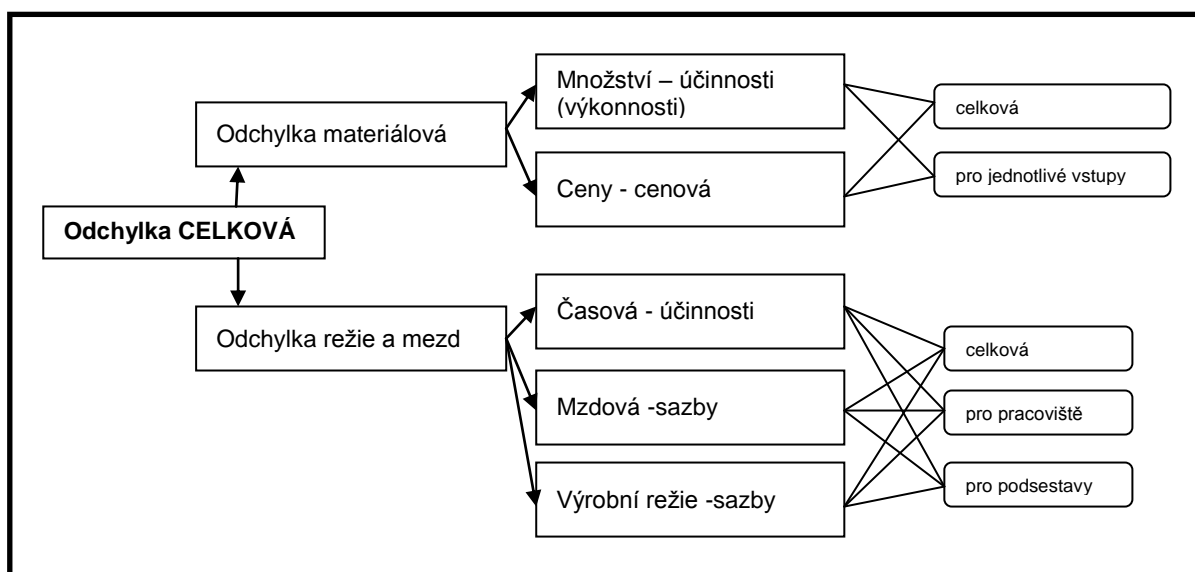 Množství – účinnosti
(výkonnosti)
celková
Odchylka materiálová
Ceny - cenová
pro jednotlivé vstupy
Odchylka CELKOVÁ
Časová - účinnosti
Odchylka režie a mezd
celková
Mzdová -sazby
pro pracoviště
Výrobní režie -sazby
pro podsestavy